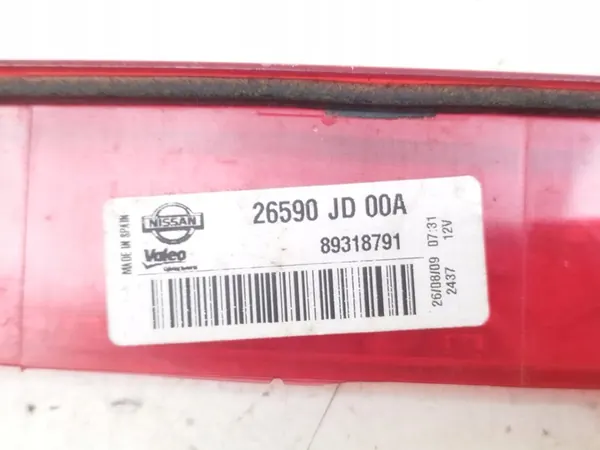 MADE IN SPAIN
NISSAN
Valeo
26590 JD 00A
89318791
26/08/09 07:31
2437 12V